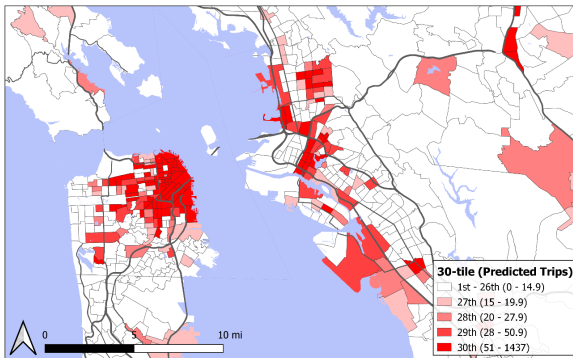 30-tile (Predicted Trips)
1st - 26th (0 - 14.9)
27th (15 - 19.9)
28th (20 - 27.9)
29th (28 - 50.9)
30th (51 - 1437)
0 5 10 mi